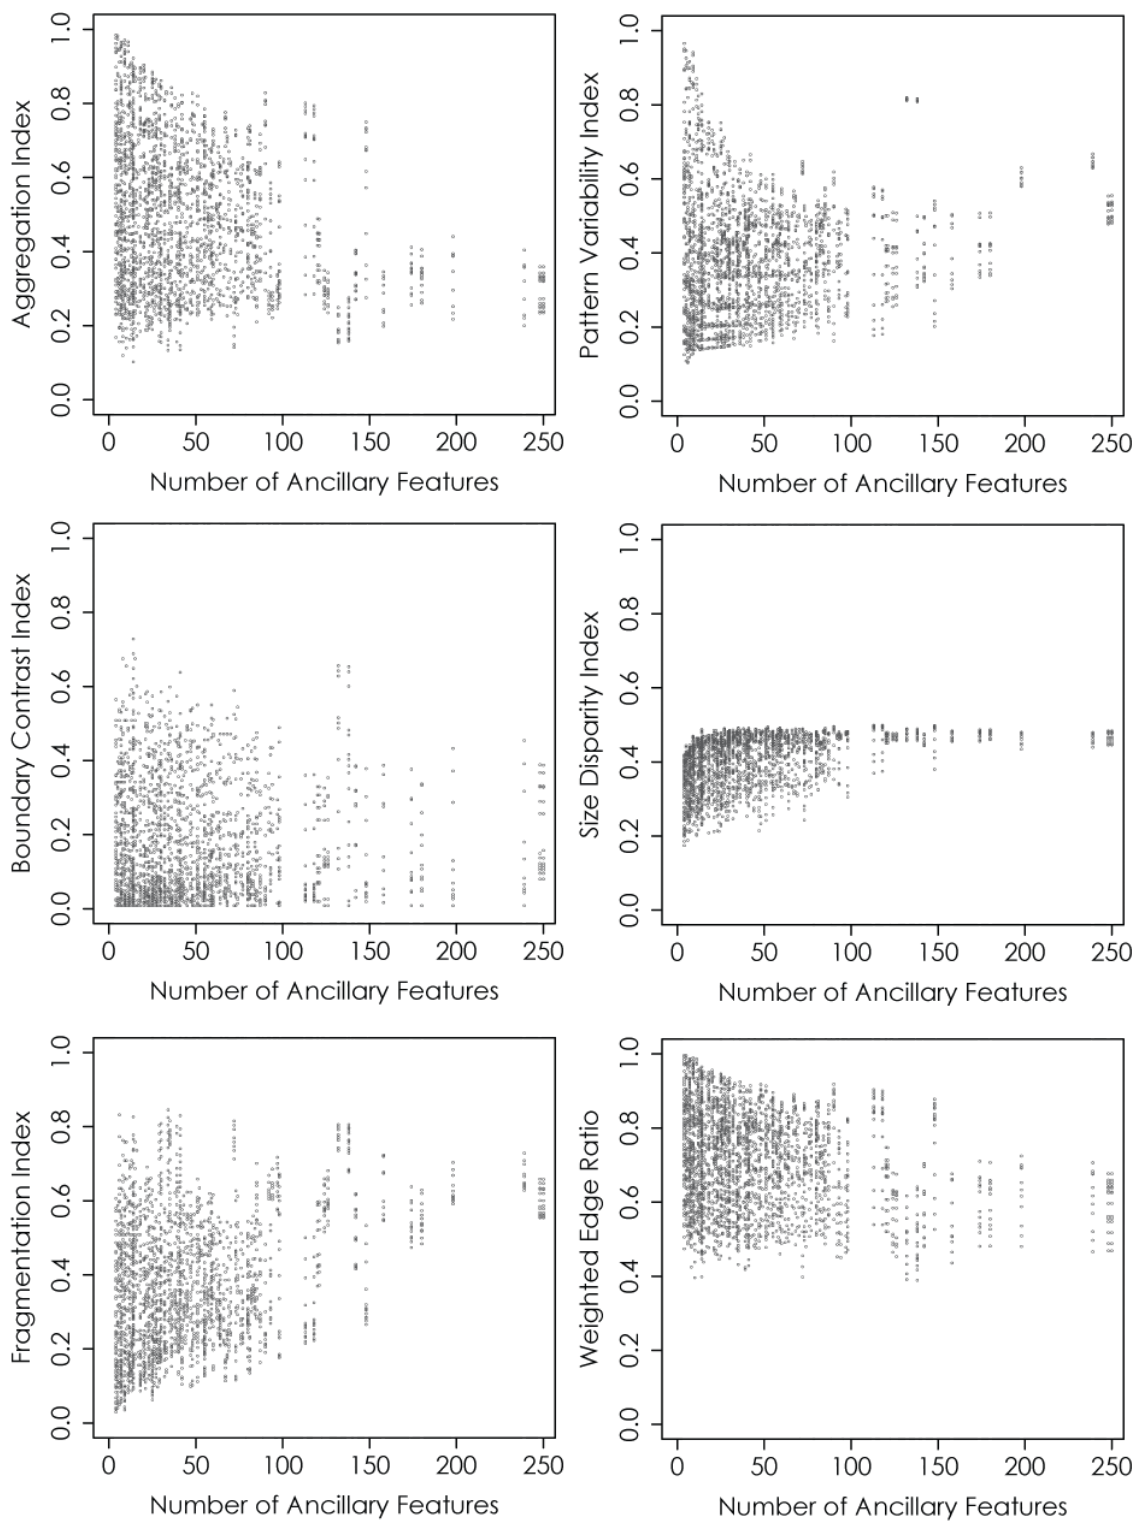 Aggregation Index
1.0
0.8
0.6
0.4
0.2
0.0
0 50 100 150 200 250
Number of Ancillary Features
Pattern Variability Index
1.0
0.8
0.6
0.4
0.2
0.0
0 50 100 150 200 250
Number of Ancillary Features
Boundary Contrast Index
1.0
0.8
0.6
0.4
0.2
0.0
0 50 100 150 200 250
Number of Ancillary Features
Size Disparity Index
1.0
0.8
0.6
0.4
0.2
0.0
0 50 100 150 200 250
Number of Ancillary Features
Fragmentation Index
1.0
0.8
0.6
0.4
0.2
0.0
0 50 100 150 200 250
Number of Ancillary Features
Weighted Edge Ratio
1.0
0.8
0.6
0.4
0.2
0.0
0 50 100 150 200 250
Number of Ancillary Features